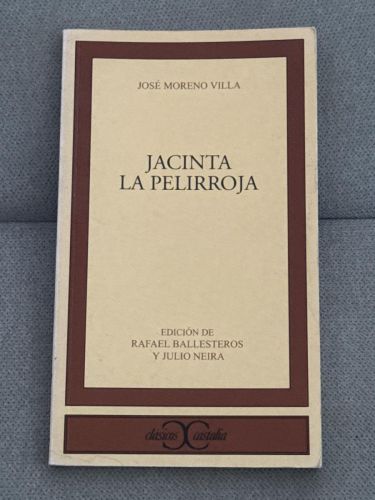 JOSÉ MORENO VILLA
JACINTA
LA PELIRROJA
EDICIÓN DE
RAFAEL BALLESTEROS
Y JULIO NEIRA
clásicos castalia